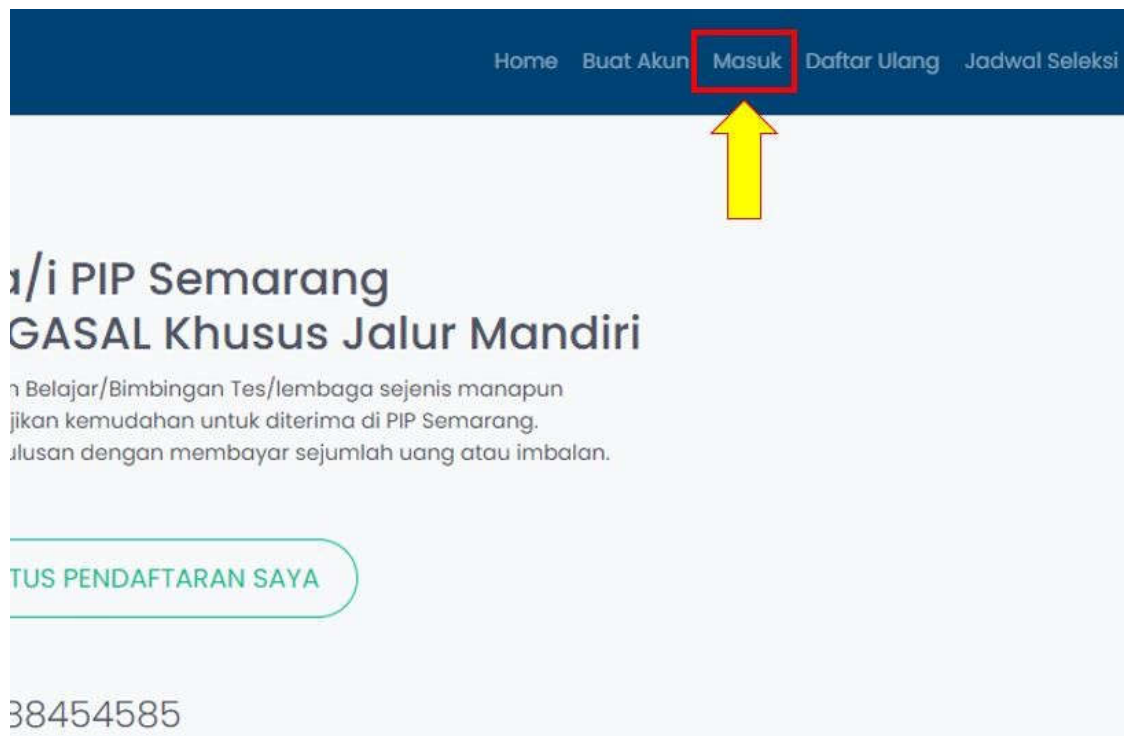 Home Buat Akun Masuk Daftar Ulang Jadwal Seleksi
a/i PIP Semarang
GASAL Khusus Jalur Mandiri
n Belajar/Bimbingan Tes/lembaga sejenis manapun
jikan kemudahan untuk diterima di PIP Semarang.
ulusan dengan membayar sejumlah uang atau imbalan.
TUS PENDAFTARAN SAYA
38454585